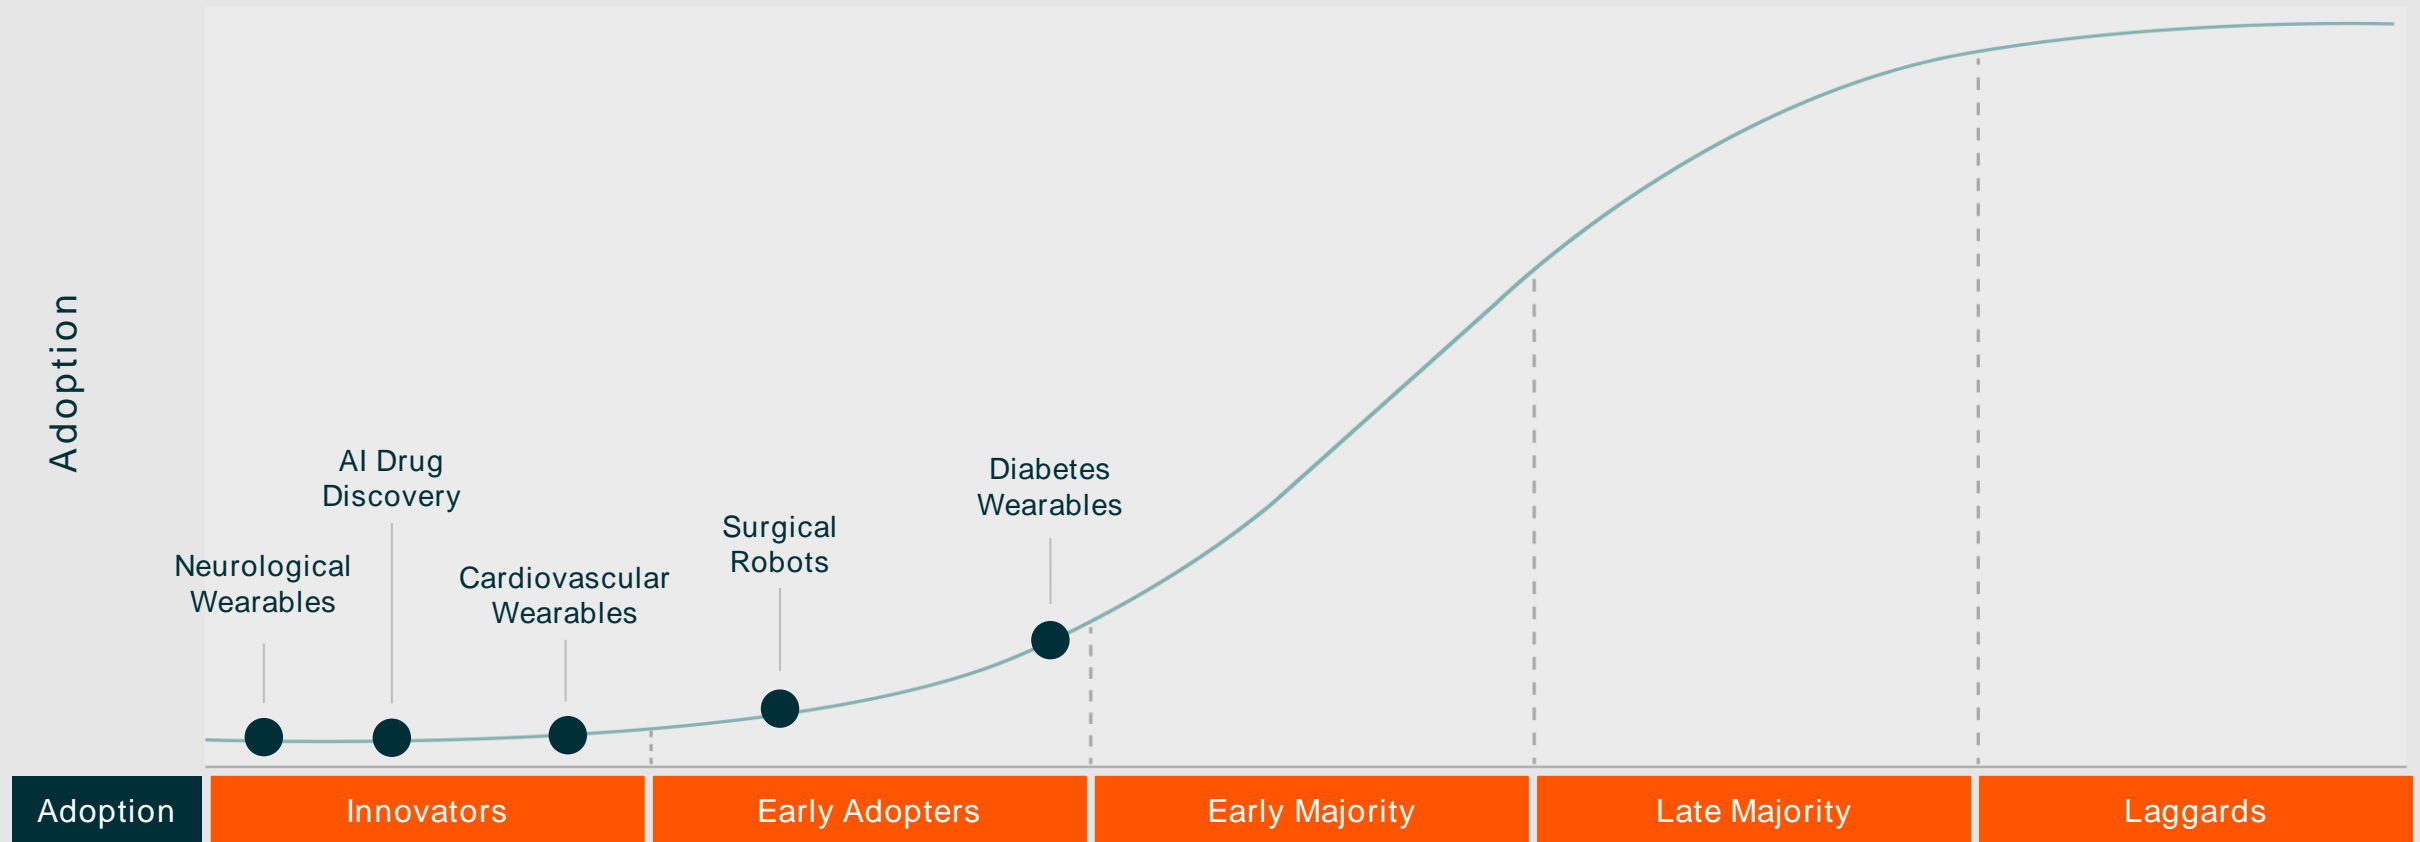 Adoption
AI Drug
Discovery
Neurological
Wearables
Cardiovascular
Wearables
Surgical
Robots
Diabetes
Wearables
Adoption
Innovators
Early Adopters
Early Majority
Late Majority
Laggards